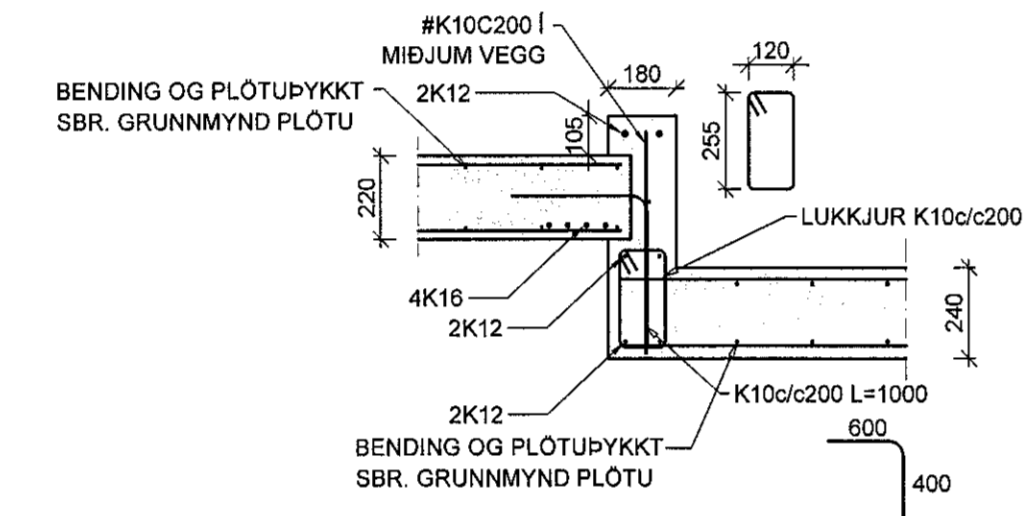 #K10C200 Í
MIÐJUM VEGG
120
180
BENDING OG PLÖTUÞYKKT
SBR. GRUNNMYND PLÖTU
2K12
105
255
220
LUKKJUR K10c/c200
4K16
2K12
240
K10c/c200 L=1000
2K12
600
BENDING OG PLÖTUÞYKKT
SBR. GRUNNMYND PLÖTU
400